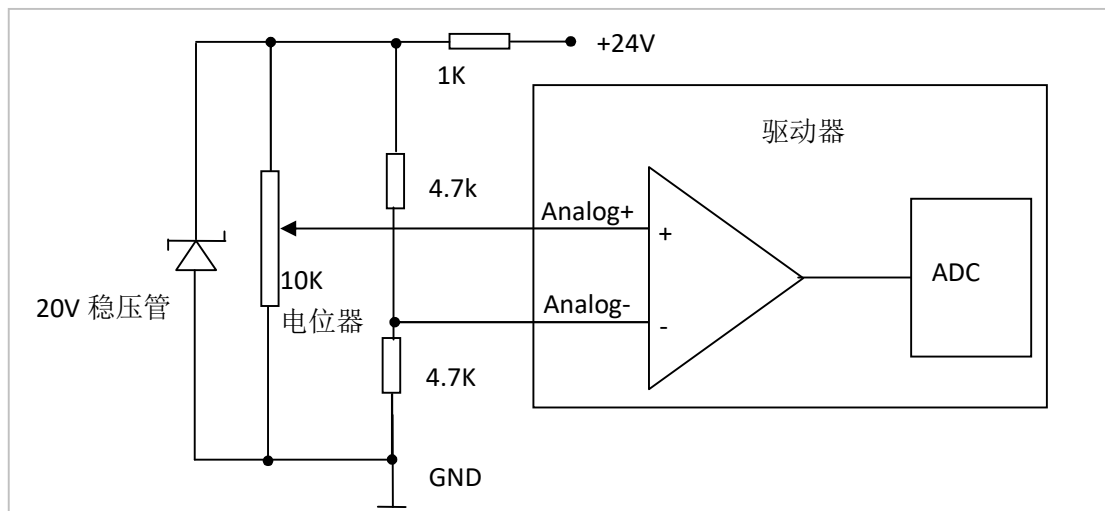 +24V
1K
驱动器
4.7k
Analog+
+
ADC
10K
20V 稳压管
电位器
Analog-
-
4.7K
GND